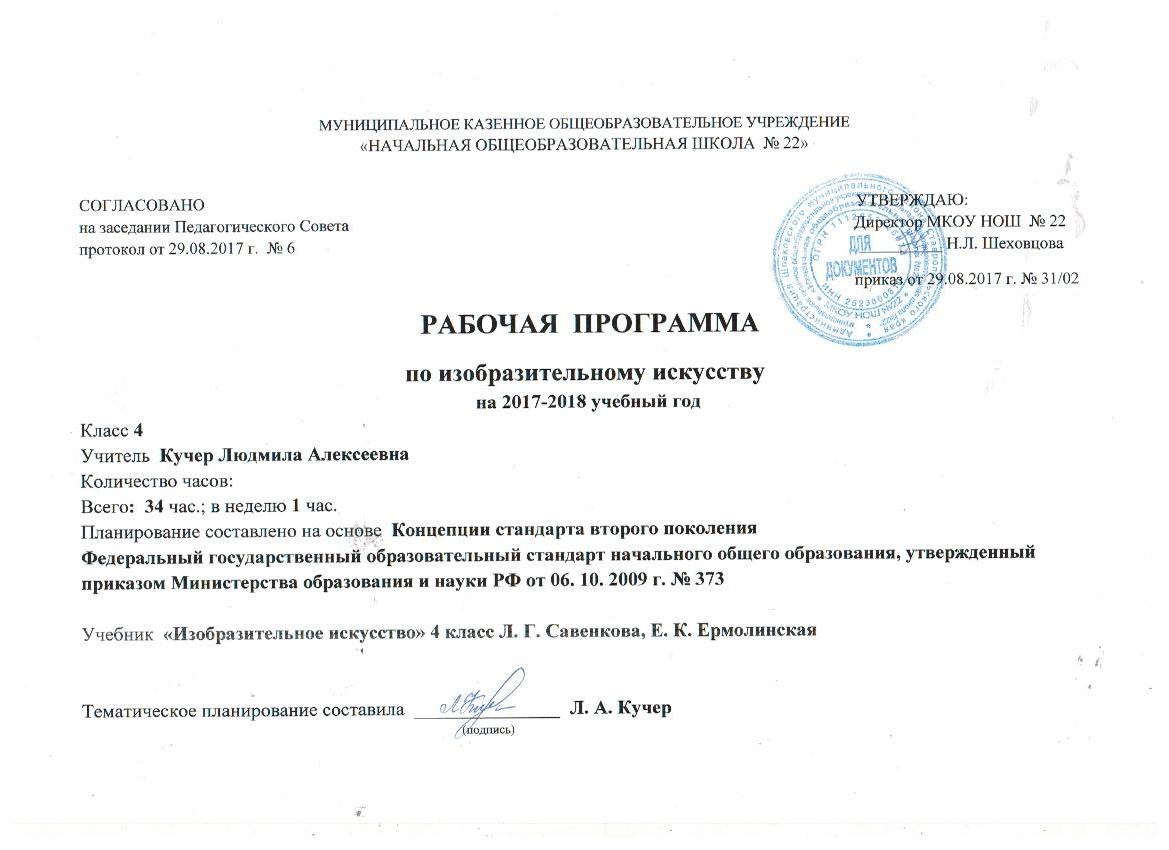 МУНИЦИПАЛЬНОЕ КАЗЕННОЕ ОБЩЕОБРАЗОВАТЕЛЬНОЕ УЧРЕЖДЕНИЕ
«НАЧАЛЬНАЯ ОБЩЕОБРАЗОВАТЕЛЬНАЯ ШКОЛА № 22»
СОГЛАСОВАНО
на заседании Педагогического Совета
протокол от 29.08.2017 г. № 6
УТВЕРЖДАЮ:
Директор МКОУ НОШ № 22
Н.Л. Шеховцова
приказ от 29.08.2017 г. № 31/02
ДЛЯ
ДОКУМЕНТОВ
МКОУ НОШ №22
РАБОЧАЯ ПРОГРАММА
по изобразительному искусству
на 2017-2018 учебный год
Класс 4
Учитель Кучер Людмила Алексеевна
Количество часов:
Всего: 34 час.; в неделю 1 час.
Планирование составлено на основе Концепции стандарта второго поколения
Федеральный государственный образовательный стандарт начального общего образования, утвержденный
приказом Министерства образования и науки РФ от 06. 10. 2009 г. № 373
Учебник «Изобразительное искусство» 4 класс Л. Г. Савенкова, Е. К. Ермолинская
Тематическое планирование составила ________________ Л. А. Кучер
(подпись)